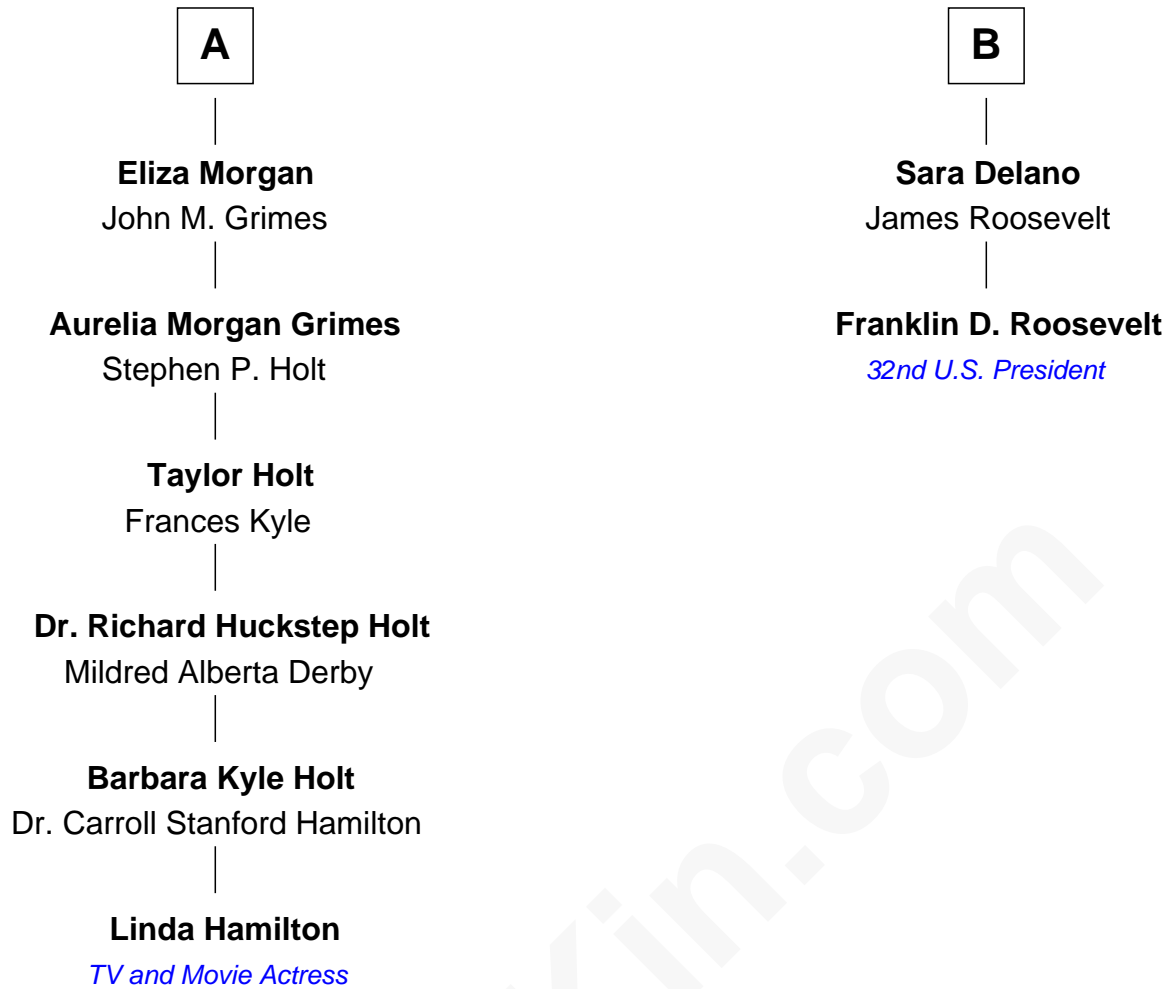 A
Eliza Morgan
John M. Grimes
Aurelia Morgan Grimes
Stephen P. Holt
Taylor Holt
Frances Kyle
Dr. Richard Huckstep Holt
Mildred Alberta Derby
Barbara Kyle Holt
Dr. Carroll Stanford Hamilton
Linda Hamilton
TV and Movie Actress
B
Sara Delano
James Roosevelt
Franklin D. Roosevelt
32nd U.S. President
in.com